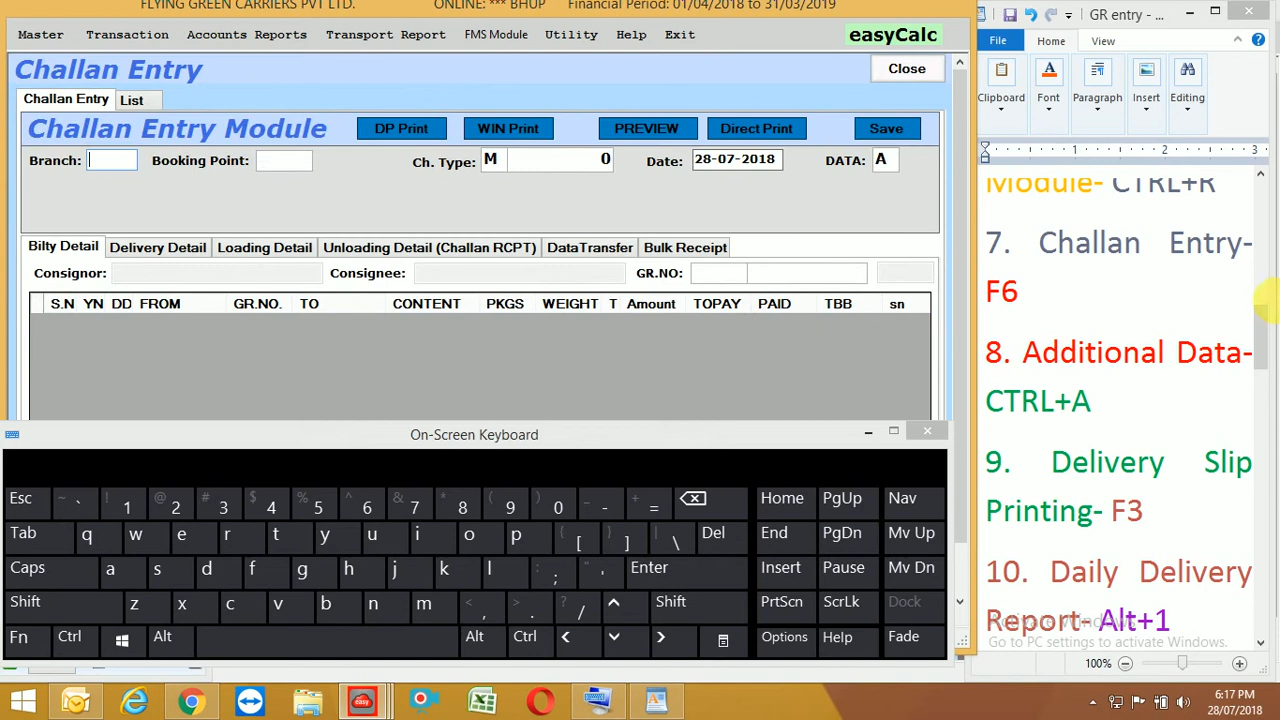 FLYING GREEN CARRIERS PVT LTD. ONLINE: *** BHUP Financial Period: 01/04/2018 to 31/03/2019
Master Transaction Accounts Reports Transport Report FMS Module Utility Help Exit easyCalc
Challan Entry Close
Challan Entry List
Challan Entry Module DP Print WIN Print PREVIEW Direct Print Save
Branch: Booking Point: Ch. Type: M 0 Date: 28-07-2018 DATA: A
Bilty Detail Delivery Detail Loading Detail Unloading Detail (Challan RCPT) DataTransfer Bulk Receipt
Consignor: Consignee: GR.NO:
S.N YN DD FROM GR.NO. TO CONTENT PKGS WEIGHT T Amount TOPAY PAID TBB sn
On-Screen Keyboard
Esc ~ ` ! 1 @ 2 # 3 $ 4 % 5 ^ 6 & 7 * 8 ( 9 ) 0 _ - + = Home PgUp Nav
Tab q w e r t y u i o p { [ } ] | \ Del End PgDn Mv Up
Caps a s d f g h j k l : ; " ' Enter Insert Pause Mv Dn
Shift z x c v b n m < , > . ? / Shift PrtScn ScrLk Dock
Fn Ctrl Alt Alt Ctrl Options Help Fade
GR entry - ...
File Home View
Clipboard Font Paragraph Insert Editing
1 2 3
Module- CTRL+R
7. Challan Entry-
F6
8. Additional Data-
CTRL+A
9. Delivery Slip
Printing- F3
10. Daily Delivery
Report- Alt+1
Activate Windows
Go to PC settings to activate Windows.
100%
easy
6:17 PM
28/07/2018